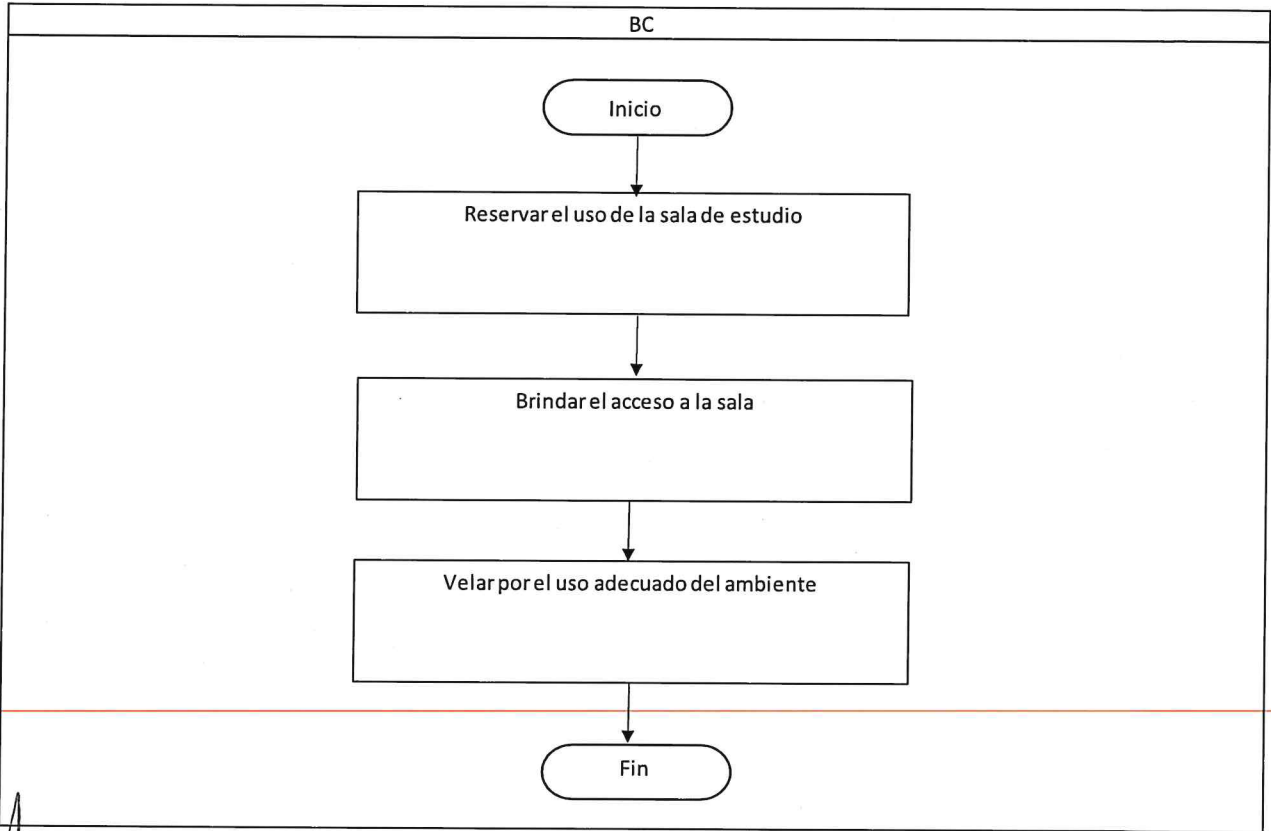 BC
Inicio
Reservar el uso de la sala de estudio
Brindar el acceso a la sala
Velar por el uso adecuado del ambiente
Fin